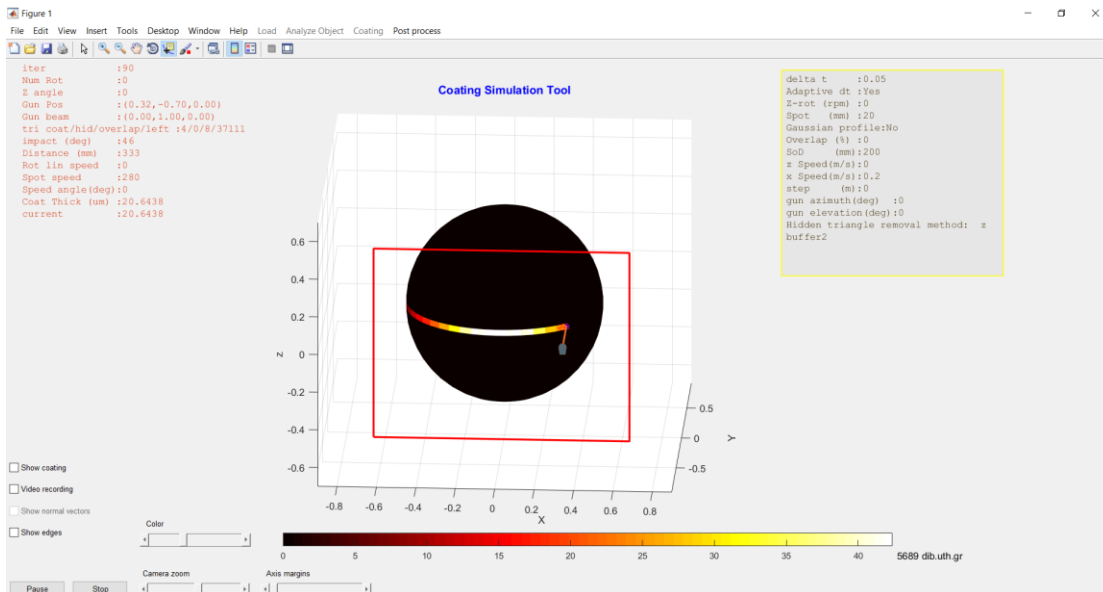 Figure 1
File Edit View Insert Tools Desktop Window Help Load Analyze Object Coating Post process
iter :90
Num Rot :0
Z angle :0
Gun Pos :(0.32,-0.70,0.00)
Gun beam :(0.00,1.00,0.00)
tri coat/hid/overlap/left :4/0/8/37111
impact (deg) :46
Distance (mm) :333
Rot lin speed :0
Spot speed :280
Speed angle(deg):0
Coat Thick (um) :20.6438
current :20.6438
Coating Simulation Tool
delta t :0.05
Adaptive dt :Yes
Z-rot (rpm) :0
Spot (mm) :20
Gaussian profile:No
Overlap (%) :0
SoD (mm):200
z Speed(m/s):0
x Speed(m/s):0.2
step (m):0
gun azimuth(deg) :0
gun elevation(deg):0
Hidden triangle removal method: z
buffer2
0.6
0.4
0.2
0
-0.2
-0.4
-0.6
Z
0.5
0
-0.5
Y
-0.8 -0.6 -0.4 -0.2 0 0.2 0.4 0.6 0.8
X
Show coating
Video recording
Show normal vectors
Show edges
Color
0 5 10 15 20 25 30 35 40 5689 dib.uth.gr
Camera zoom Axis margins
Pause Stop